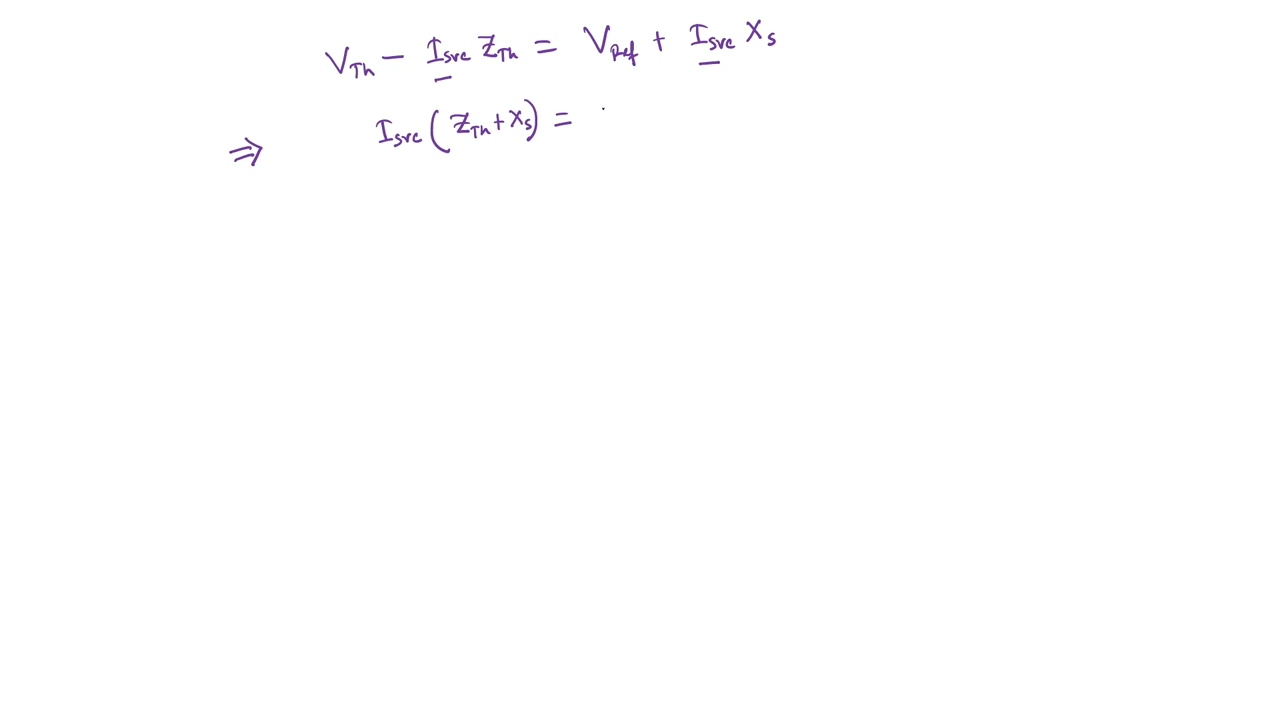 V_Th − I_svc Z_Th = V_Ref + I_svc X_s
⇒ I_svc (Z_Th + X_s) =